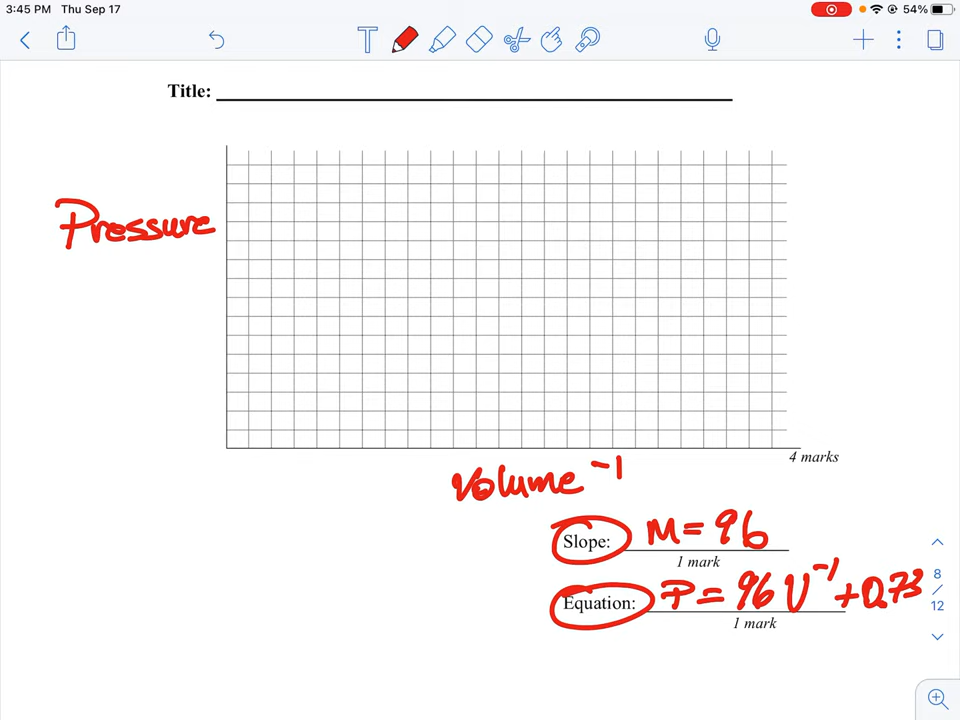 3:45 PM Thu Sep 17
54%
T
Title:
Pressure
4 marks
Volume⁻¹
Slope: M = 96
1 mark
Equation: P = 96 V⁻¹ + 0.73
1 mark
8
/
12